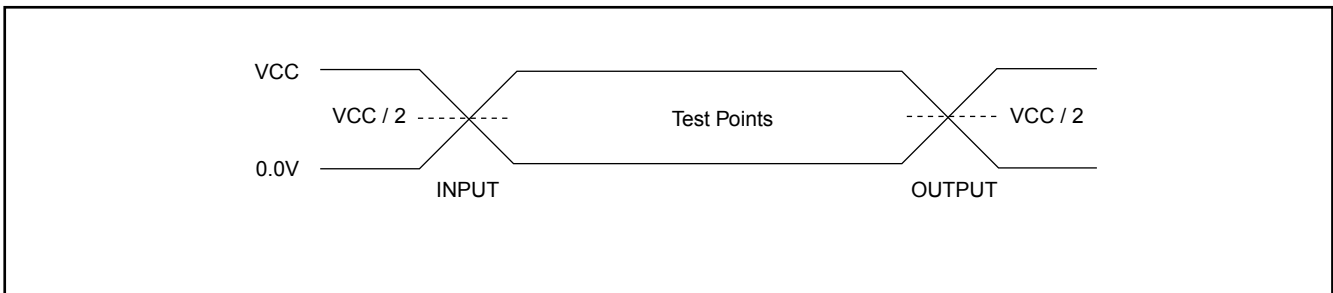 VCC
VCC / 2
Test Points
VCC / 2
0.0V
INPUT
OUTPUT